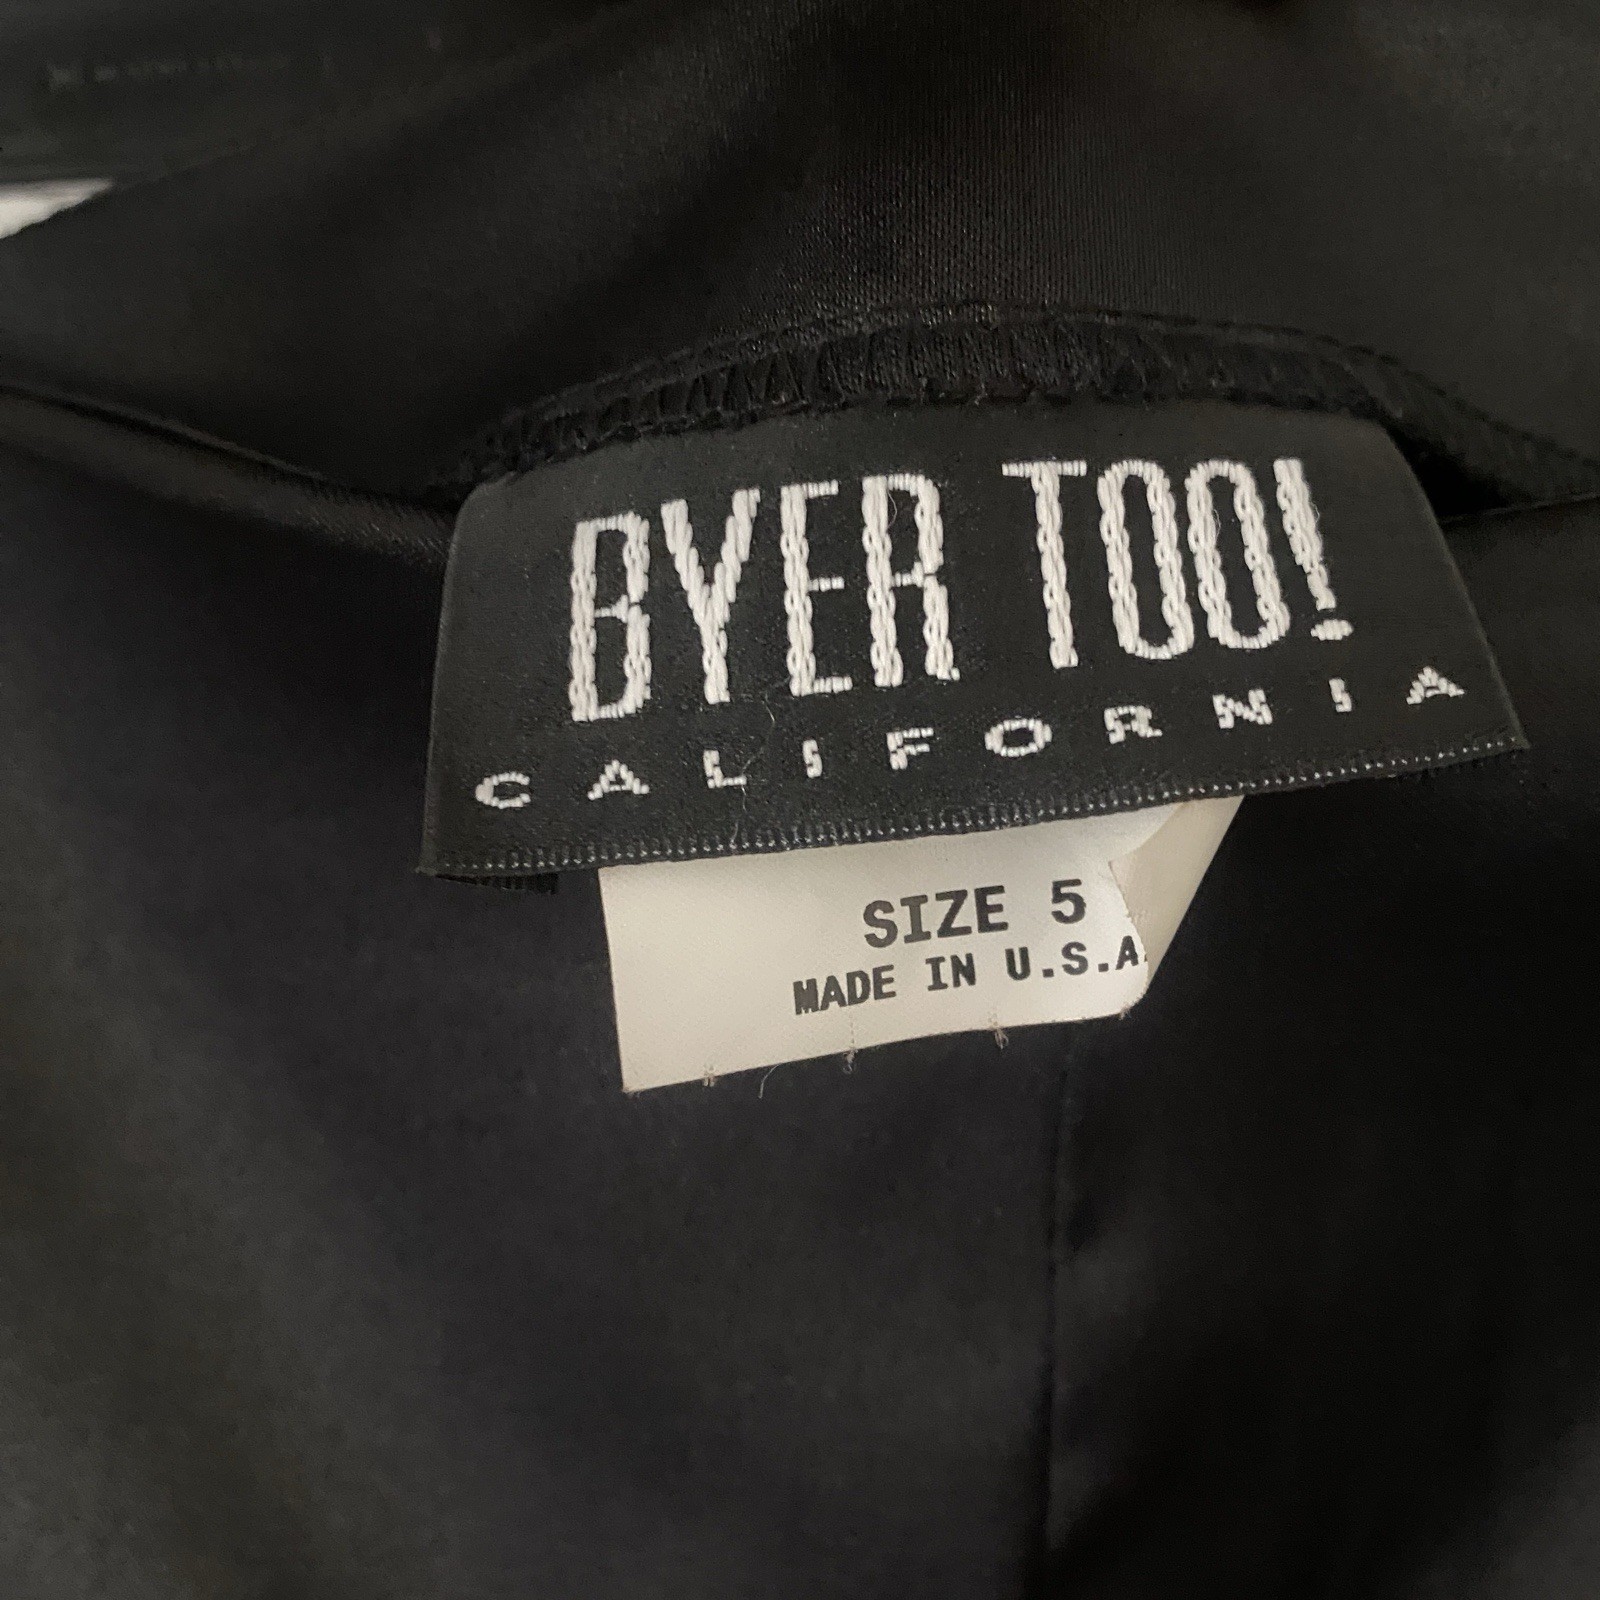 BYER TOO!
CALIFORNIA
SIZE 5
MADE IN U.S.A.